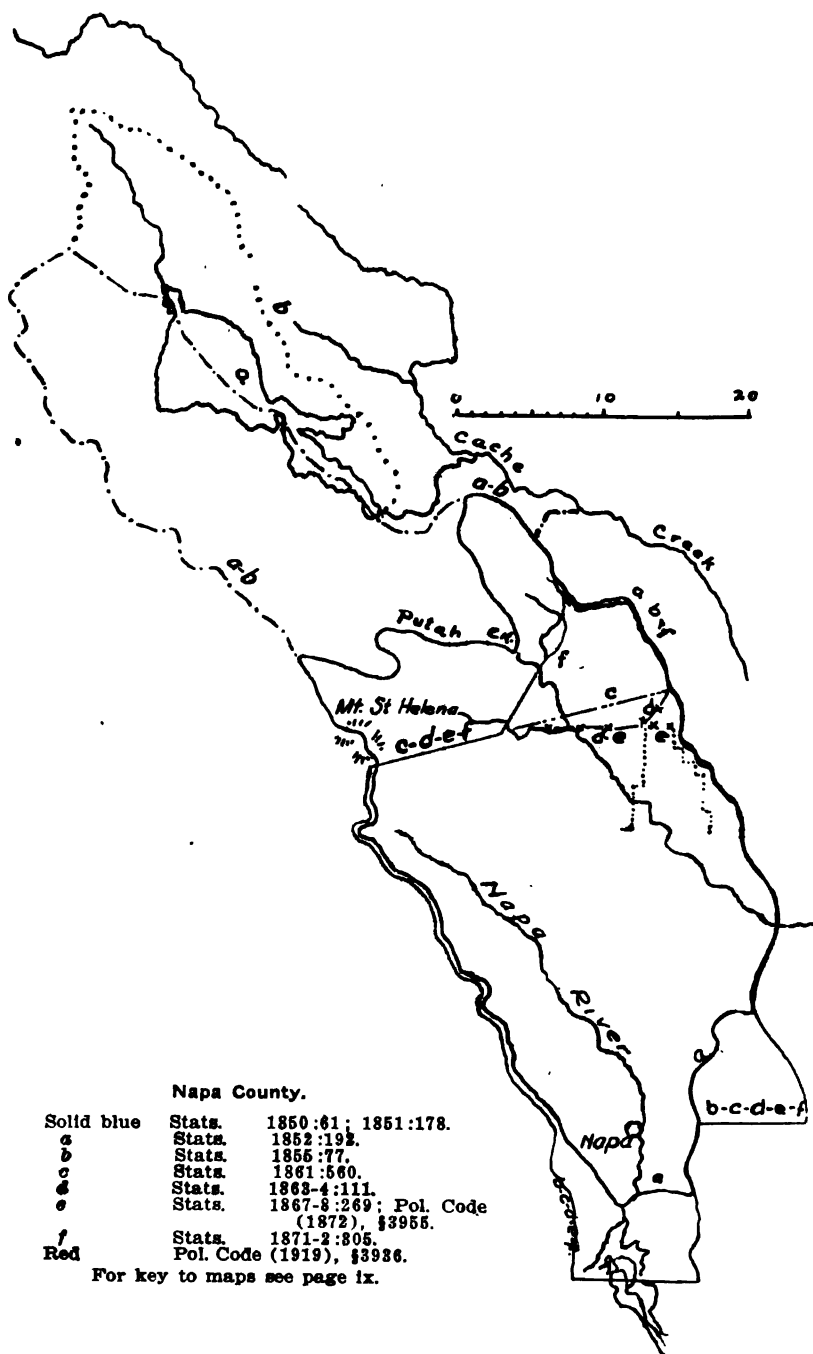 b
a
0 10 20
Cache
a-b
Creek
a-b
a b e f
Putah Cr.
f
c
Mt. St Helena
d
c-d-e-f
d-e
e
Napa
River
a
b-c-d-e-f
Napa
a
b-c-d-e-f
Napa County.
Solid blue Stats. 1850:61; 1851:178.
a Stats. 1852:192.
b Stats. 1855:77.
c Stats. 1861:560.
d Stats. 1863-4:111.
e Stats. 1867-8:269; Pol. Code
(1872), §3955.
f Stats. 1871-2:305.
Red Pol. Code (1919), §3936.
For key to maps see page ix.